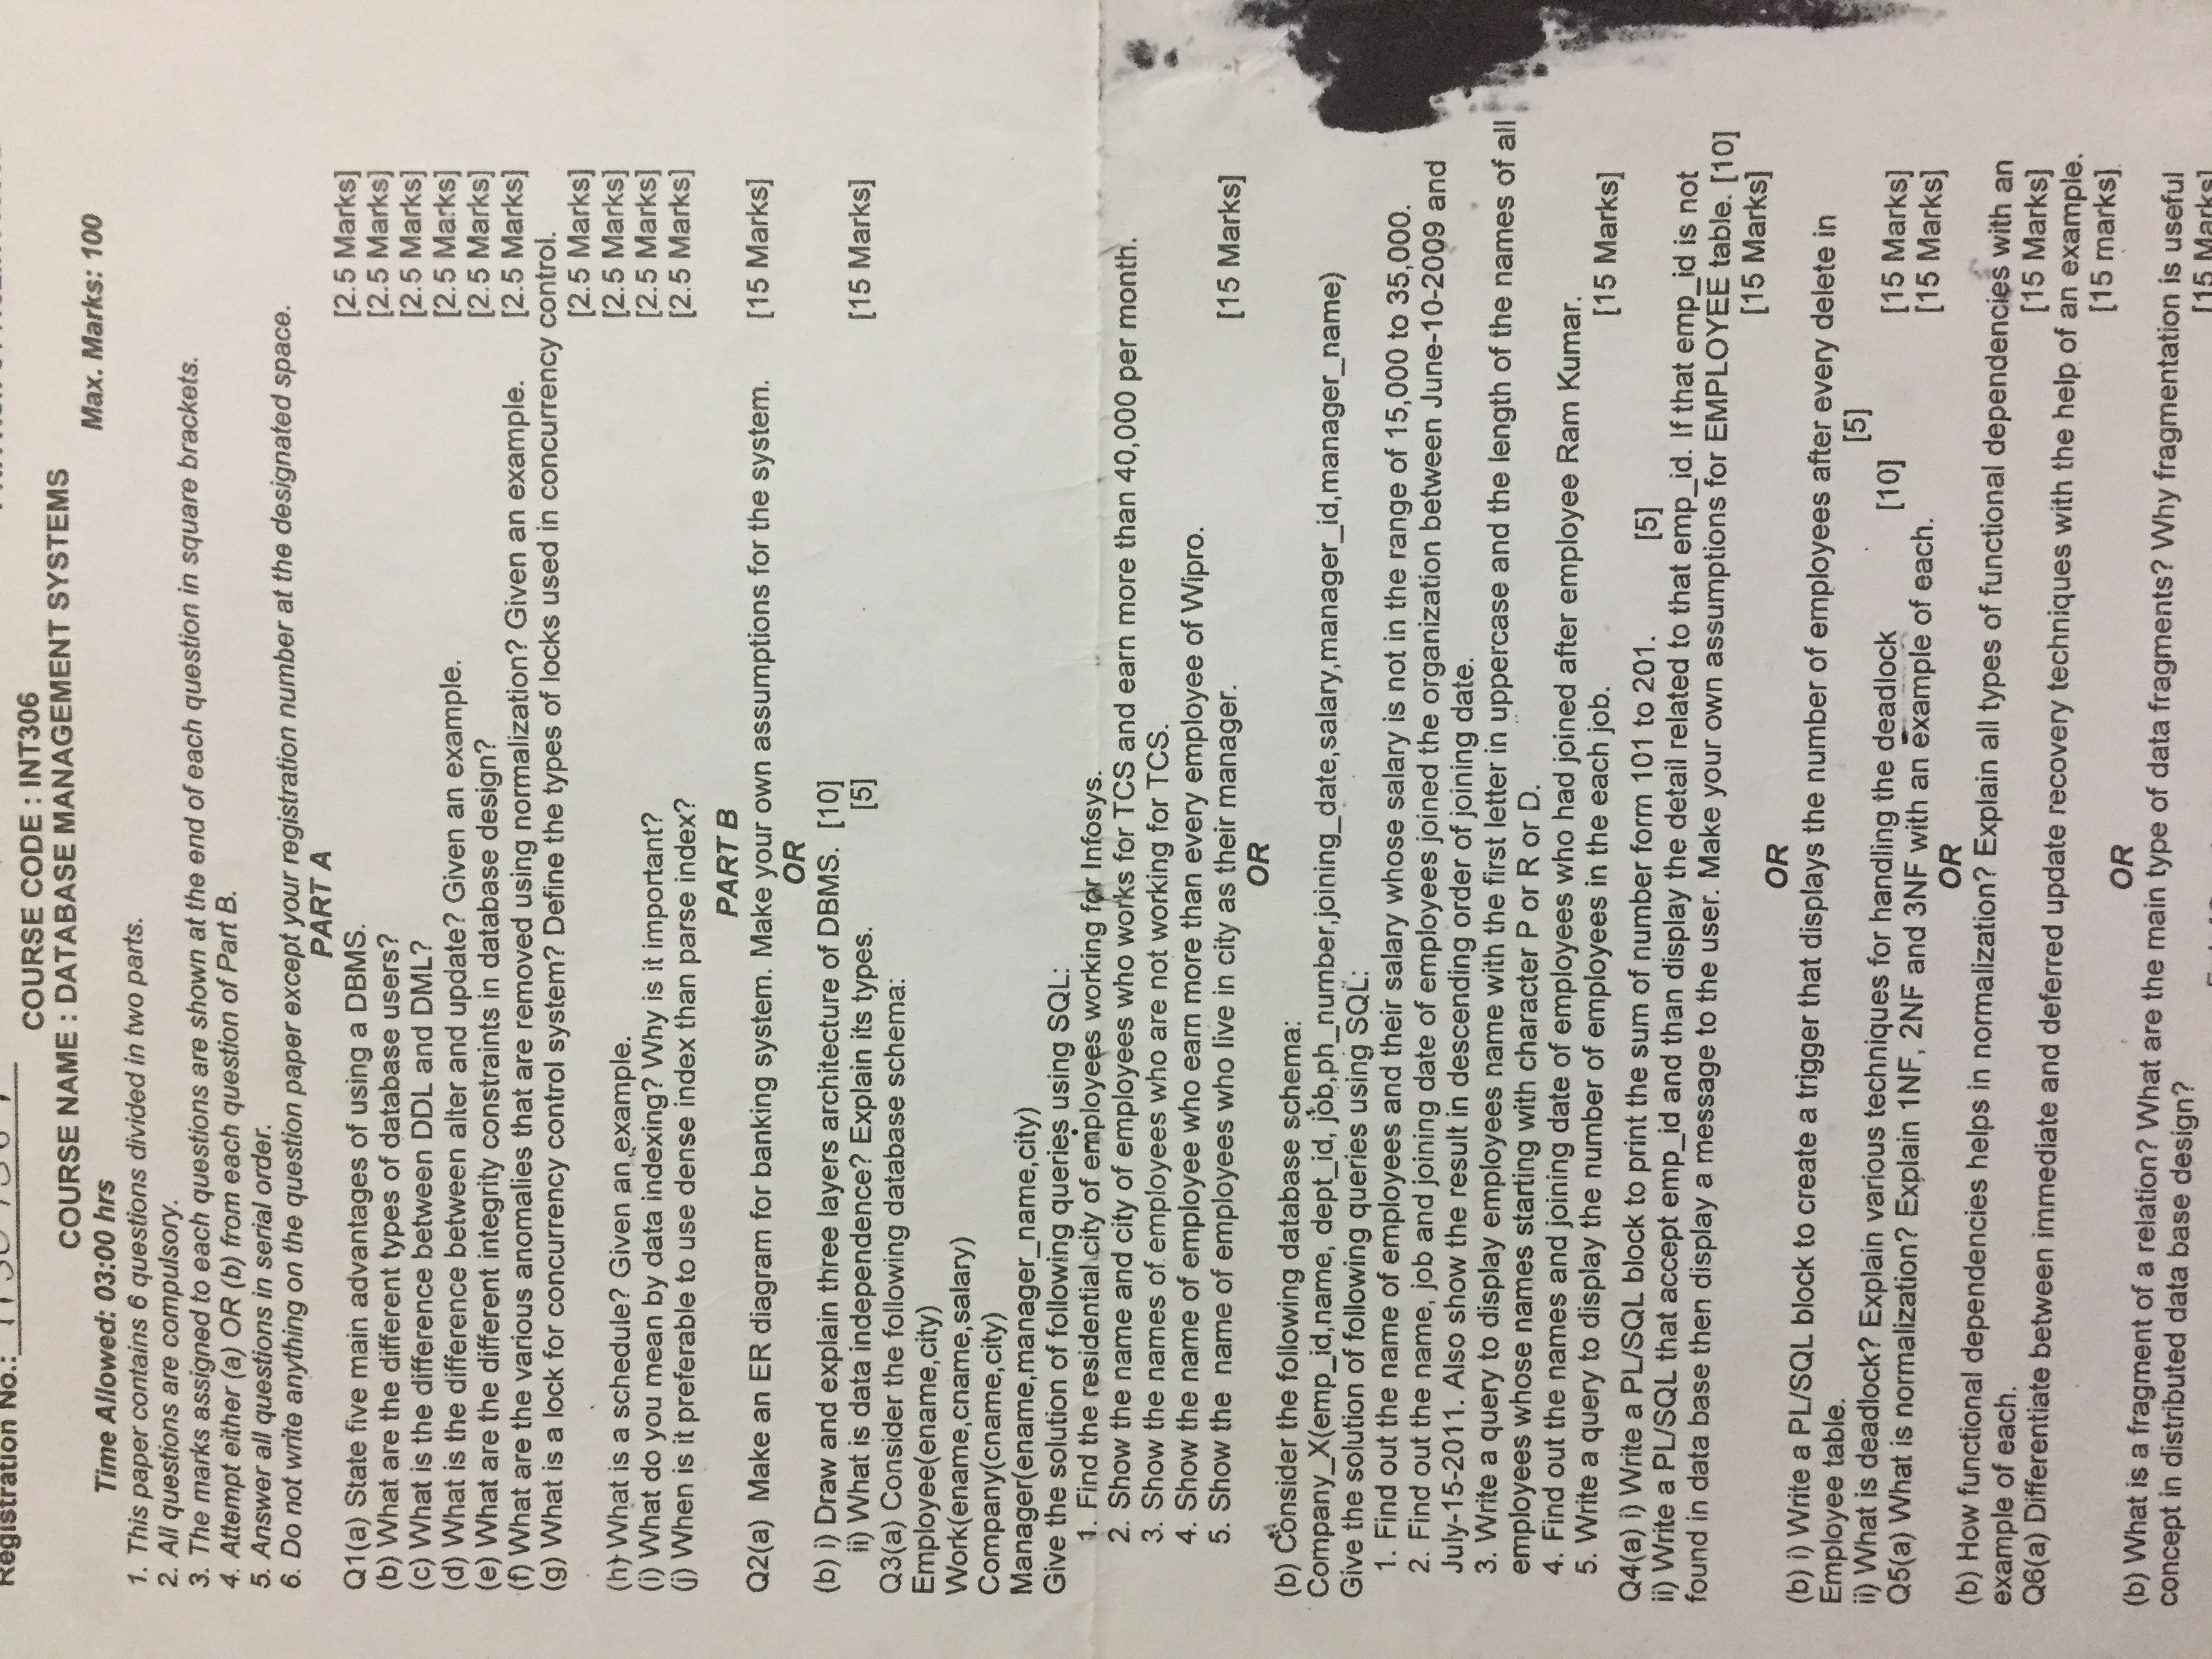 Registration No.:
COURSE CODE : INT306
COURSE NAME : DATABASE MANAGEMENT SYSTEMS
Time Allowed: 03:00 hrs Max. Marks: 100
1. This paper contains 6 questions divided in two parts.
2. All questions are compulsory.
3. The marks assigned to each questions are shown at the end of each question in square brackets.
4. Attempt either (a) OR (b) from each question of Part B.
5. Answer all questions in serial order.
6. Do not write anything on the question paper except your registration number at the designated space.
PART A
Q1(a) State five main advantages of using a DBMS. [2.5 Marks]
(b) What are the different types of database users? [2.5 Marks]
(c) What is the difference between DDL and DML? [2.5 Marks]
(d) What is the difference between alter and update? Given an example. [2.5 Marks]
(e) What are the different integrity constraints in database design? [2.5 Marks]
(f) What are the various anomalies that are removed using normalization? Given an example. [2.5 Marks]
(g) What is a lock for concurrency control system? Define the types of locks used in concurrency control.
[2.5 Marks]
(h) What is a schedule? Given an example. [2.5 Marks]
(i) What do you mean by data indexing? Why is it important? [2.5 Marks]
(j) When is it preferable to use dense index than parse index? [2.5 Marks]
PART B
Q2(a) Make an ER diagram for banking system. Make your own assumptions for the system. [15 Marks]
OR
(b) i) Draw and explain three layers architecture of DBMS. [10]
ii) What is data independence? Explain its types. [5] [15 Marks]
Q3(a) Consider the following database schema:
Employee(ename,city)
Work(ename,cname,salary)
Company(cname,city)
Manager(ename,manager_name,city)
Give the solution of following queries using SQL:
1. Find the residential city of employees working for Infosys.
2. Show the name and city of employees who works for TCS and earn more than 40,000 per month.
3. Show the names of employees who are not working for TCS.
4. Show the name of employee who earn more than every employee of Wipro.
5. Show the name of employees who live in city as their manager. [15 Marks]
OR
(b) Consider the following database schema:
Company_X(emp_id,name, dept_id, job,ph_number,joining_date,salary,manager_id,manager_name)
Give the solution of following queries using SQL:
1. Find out the name of employees and their salary whose salary is not in the range of 15,000 to 35,000.
2. Find out the name, job and joining date of employees joined the organization between June-10-2009 and
July-15-2011. Also show the result in descending order of joining date.
3. Write a query to display employees name with the first letter in uppercase and the length of the names of all
employees whose names starting with character P or R or D.
4. Find out the names and joining date of employees who had joined after employee Ram Kumar.
5. Write a query to display the number of employees in the each job. [15 Marks]
Q4(a) i) Write a PL/SQL block to print the sum of number form 101 to 201. [5]
ii) Write a PL/SQL that accept emp_id and than display the detail related to that emp_id. If that emp_id is not
found in data base then display a message to the user. Make your own assumptions for EMPLOYEE table. [10]
[15 Marks]
OR
(b) i) Write a PL/SQL block to create a trigger that displays the number of employees after every delete in
Employee table. [5]
ii) What is deadlock? Explain various techniques for handling the deadlock [10] [15 Marks]
Q5(a) What is normalization? Explain 1NF, 2NF and 3NF with an example of each. [15 Marks]
OR
(b) How functional dependencies helps in normalization? Explain all types of functional dependencies with an
example of each. [15 Marks]
Q6(a) Differentiate between immediate and deferred update recovery techniques with the help of an example.
[15 marks]
OR
(b) What is a fragment of a relation? What are the main type of data fragments? Why fragmentation is useful
concept in distributed data base design?
[15 Marks]